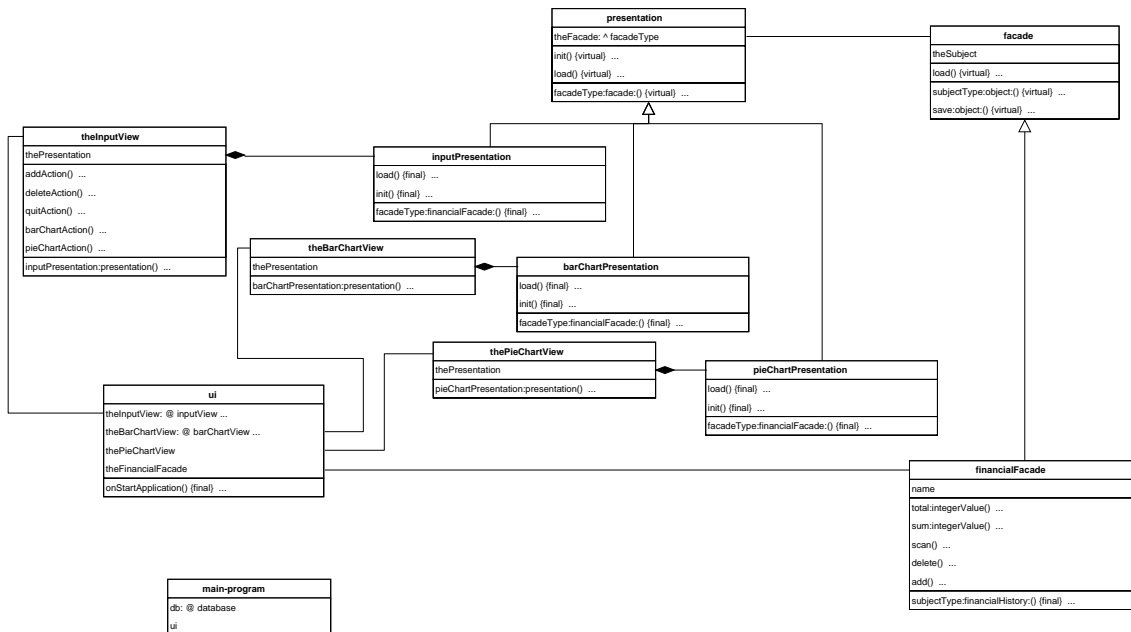 presentation
theFacade: ^ facadeType
init() {virtual} ...
load() {virtual} ...
facadeType:facade:() {virtual} ...
facade
theSubject
load() {virtual} ...
subjectType:object:() {virtual} ...
save:object:() {virtual} ...
theInputView
thePresentation
addAction() ...
deleteAction() ...
quitAction() ...
barChartAction() ...
pieChartAction() ...
inputPresentation:presentation() ...
inputPresentation
load() {final} ...
init() {final} ...
facadeType:financialFacade:() {final} ...
theBarChartView
thePresentation
barChartPresentation:presentation() ...
barChartPresentation
load() {final} ...
init() {final} ...
facadeType:financialFacade:() {final} ...
thePieChartView
thePresentation
pieChartPresentation:presentation() ...
pieChartPresentation
load() {final} ...
init() {final} ...
facadeType:financialFacade:() {final} ...
ui
theInputView: @ inputView ...
theBarChartView: @ barChartView ...
thePieChartView
theFinancialFacade
onStartApplication() {final} ...
financialFacade
name
total:integerValue() ...
sum:integerValue() ...
scan() ...
delete() ...
add() ...
subjectType:financialHistory:() {final} ...
main-program
db: @ database
ui